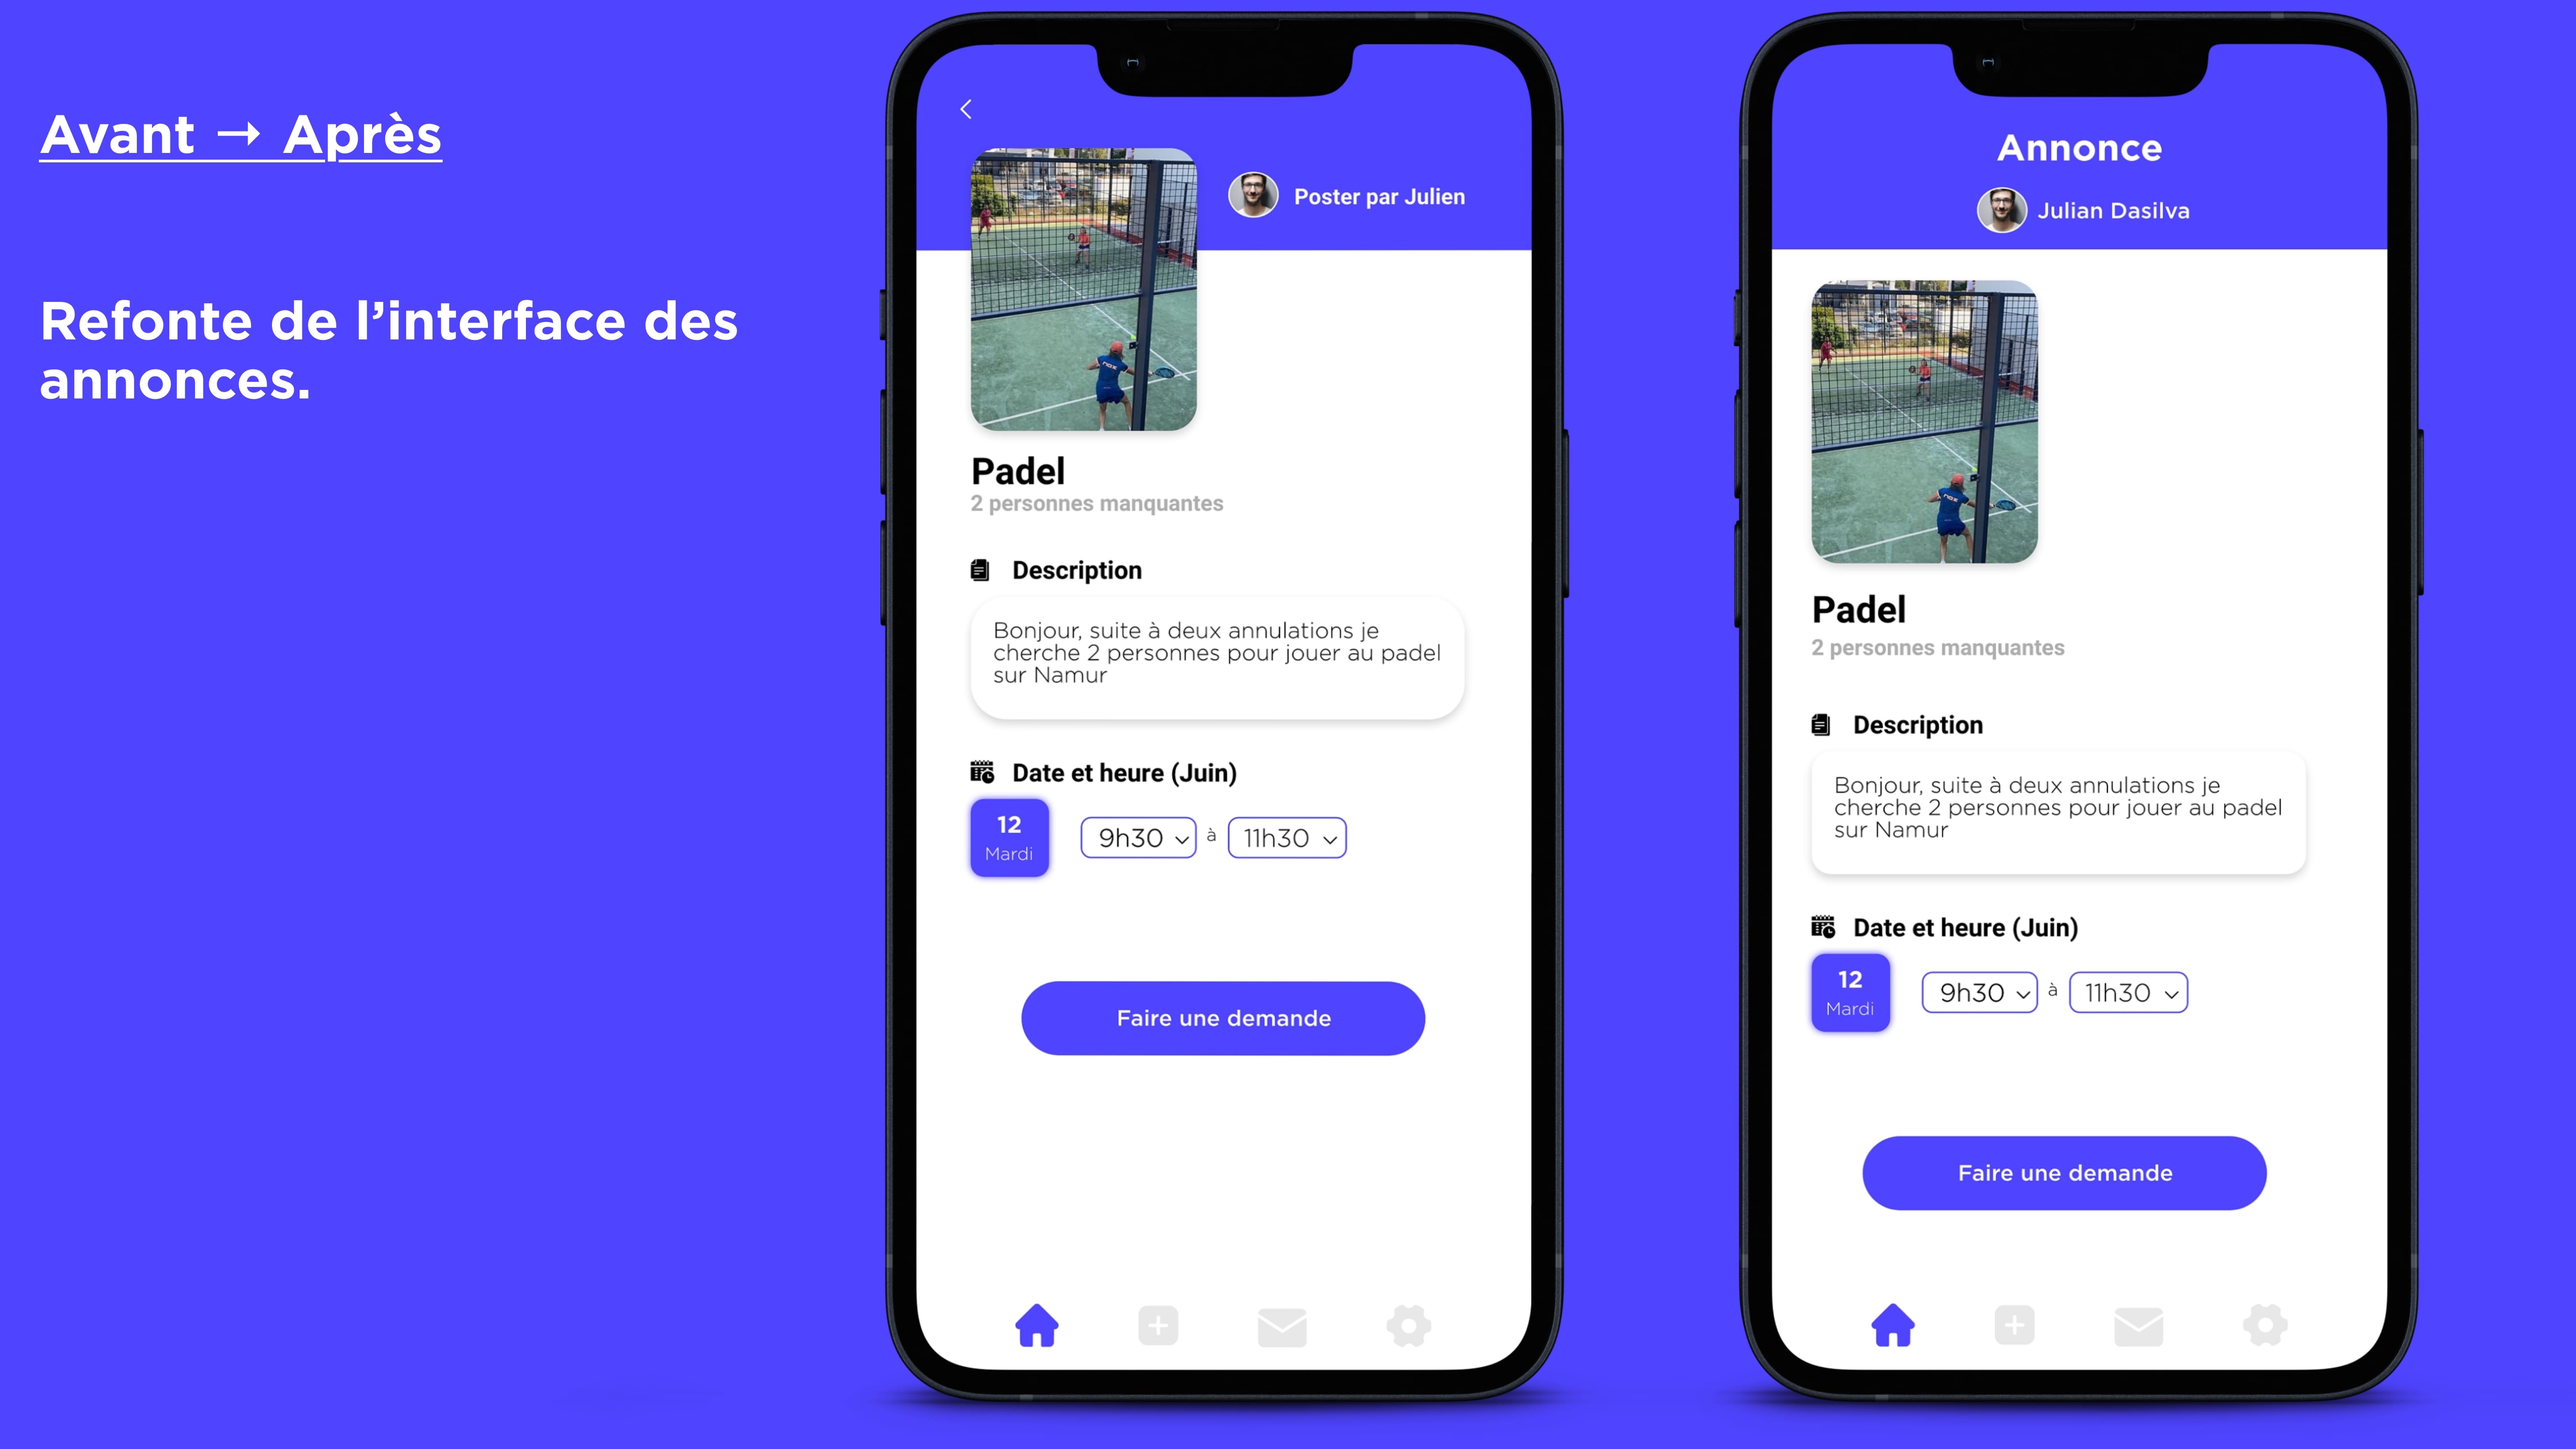 Avant → Après
Refonte de l’interface des
annonces.
Poster par Julien
Padel
2 personnes manquantes
Description
Bonjour, suite à deux annulations je
cherche 2 personnes pour jouer au padel
sur Namur
Date et heure (Juin)
12
Mardi
9h30 à 11h30
Faire une demande
Annonce
Julian Dasilva
Padel
2 personnes manquantes
Description
Bonjour, suite à deux annulations je
cherche 2 personnes pour jouer au padel
sur Namur
Date et heure (Juin)
12
Mardi
9h30 à 11h30
Faire une demande